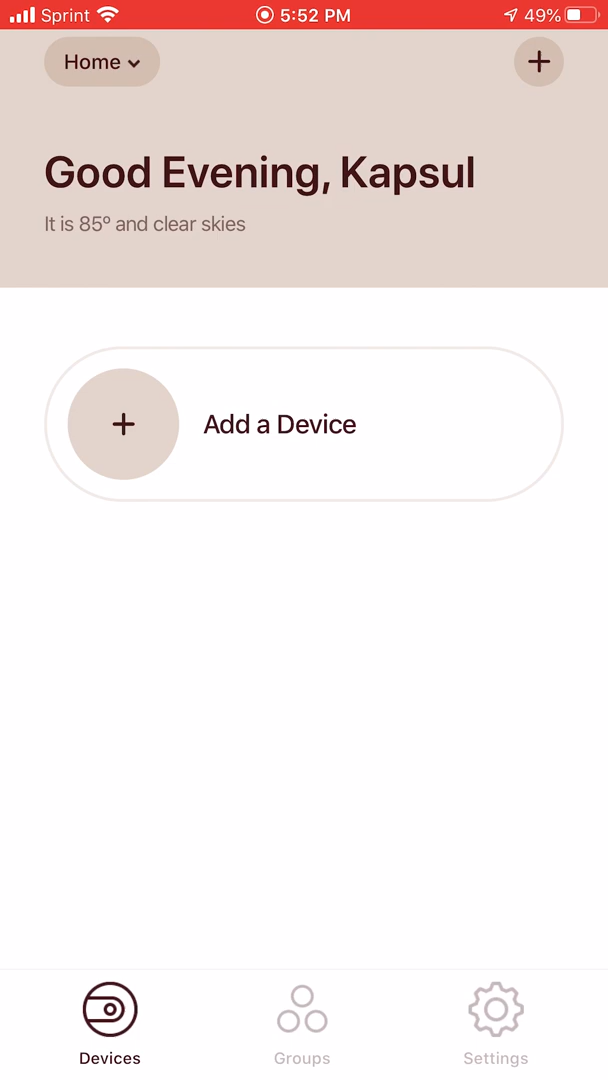 Sprint 5:52 PM 49%
Home
Good Evening, Kapsul
It is 85° and clear skies
Add a Device
Devices Groups Settings